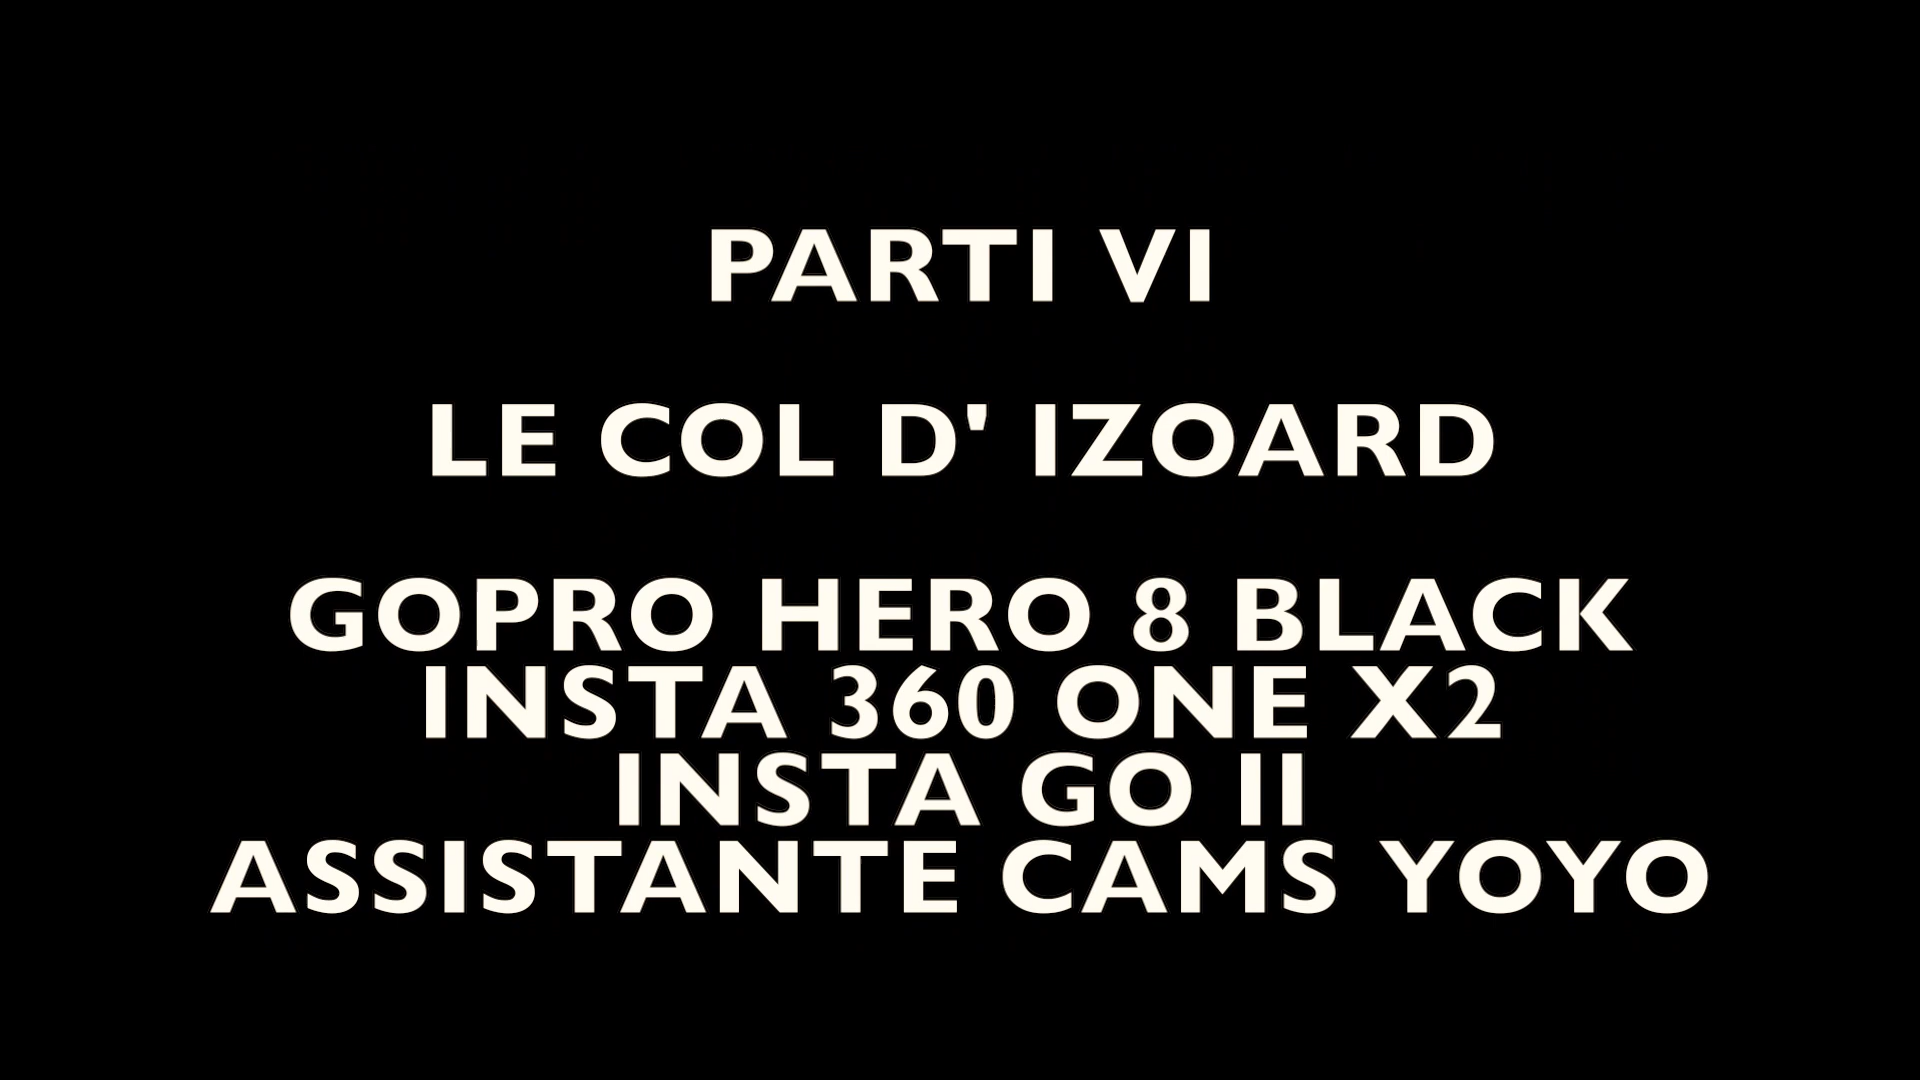 PARTI VI
LE COL D' IZOARD
GOPRO HERO 8 BLACK
INSTA 360 ONE X2
INSTA GO II
ASSISTANTE CAMS YOYO